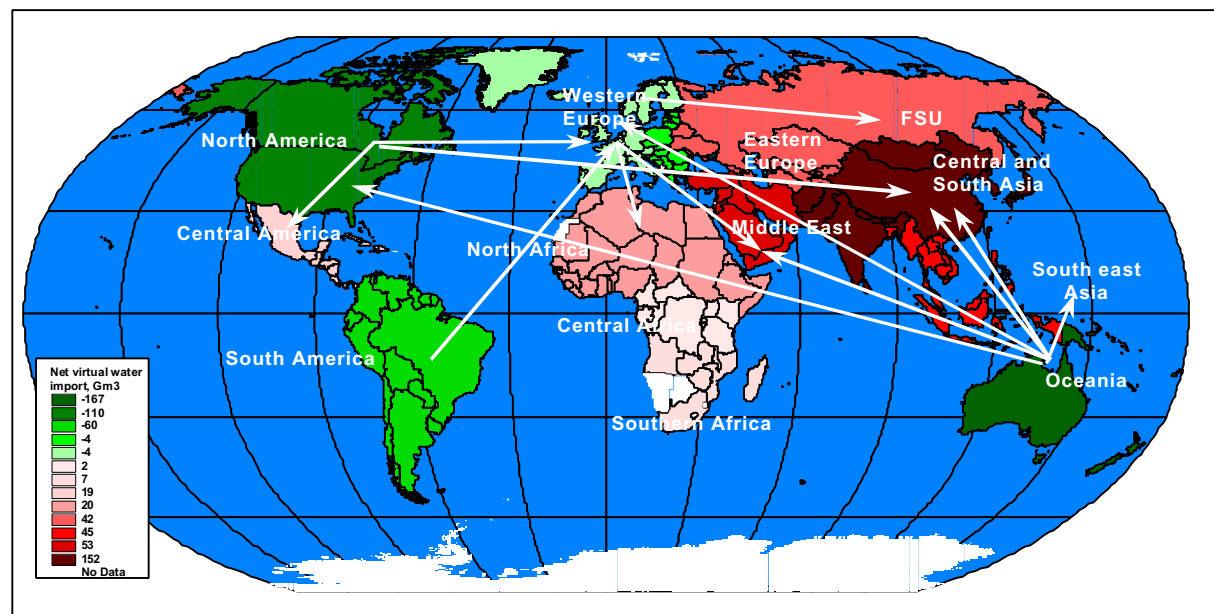 Western
Europe
FSU
North America
Eastern
Europe
Central and
South Asia
Central America
Middle East
North Africa
South east
Asia
Central Africa
South America
Oceania
Southern Africa
Net virtual water
import, Gm3
-167
-110
-60
-4
-4
2
7
19
20
42
45
53
152
No Data